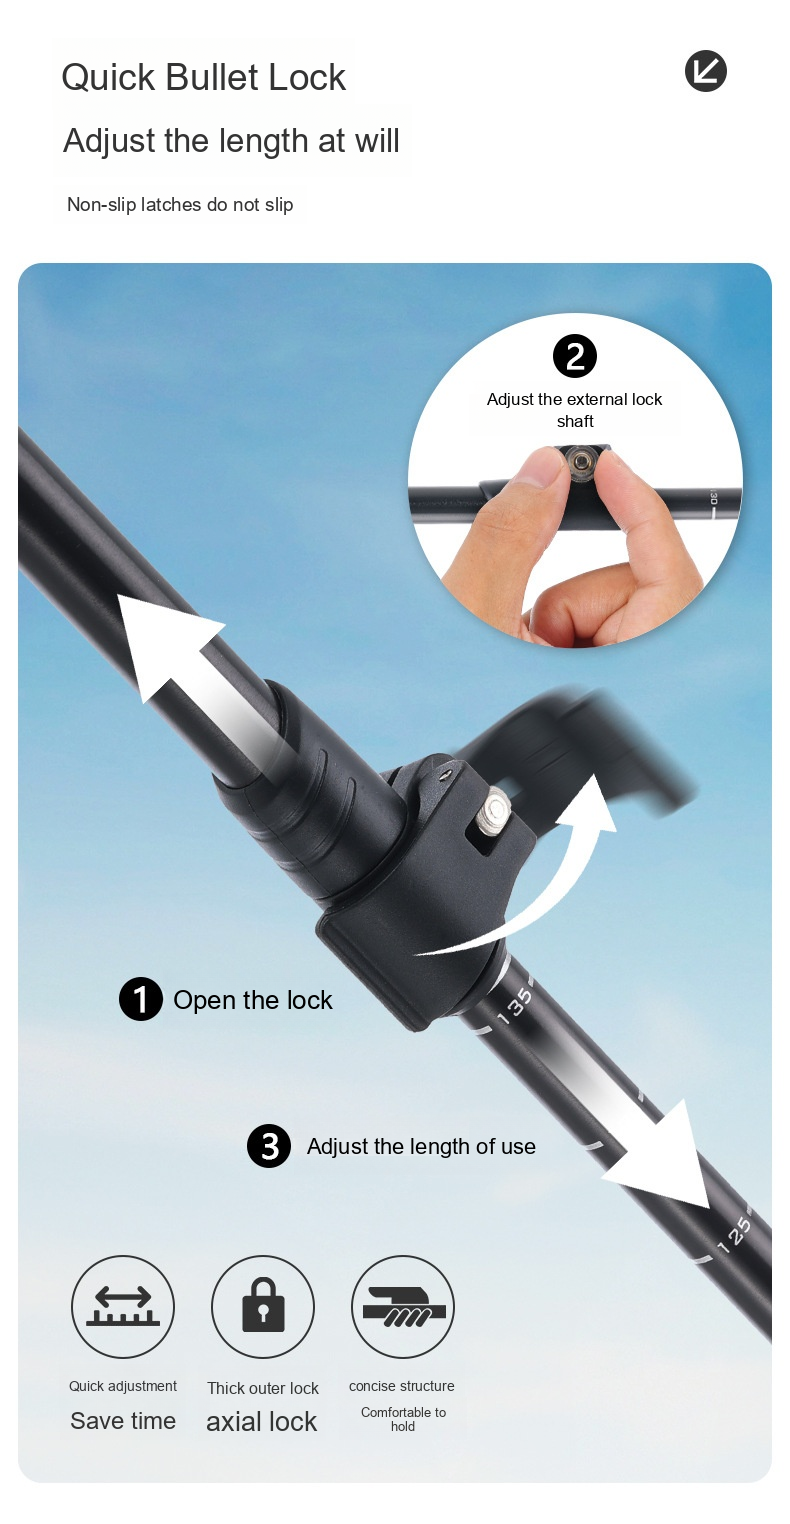 Quick Bullet Lock
Adjust the length at will
Non-slip latches do not slip
2
Adjust the external lock
shaft
130
135
1 Open the lock
3 Adjust the length of use
125
Quick adjustment
Save time
Thick outer lock
axial lock
concise structure
Comfortable to
hold